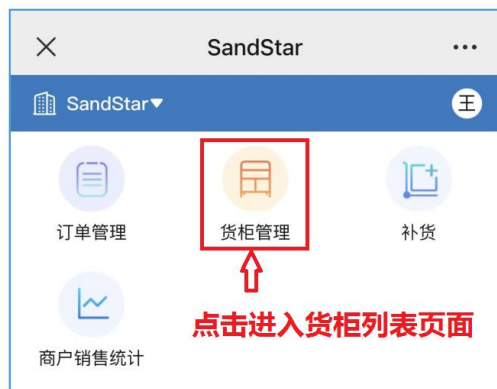 SandStar
SandStar▼
王
订单管理
货柜管理
补货
点击进入货柜列表页面
商户销售统计